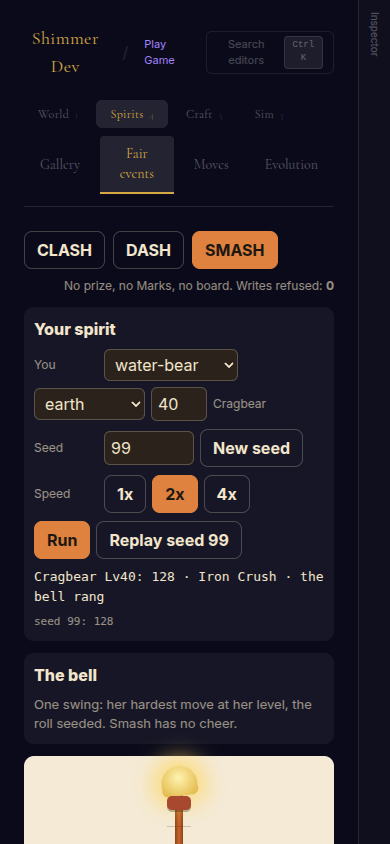 Shimmer
Dev
/
Play
Game
Search
editors
Ctrl
K
Inspector
World
Spirits
Craft
Sim
Gallery
Fair
events
Moves
Evolution
CLASH
DASH
SMASH
No prize, no Marks, no board. Writes refused: 0
Your spirit
You
water-bear
earth
40
Cragbear
Seed
99
New seed
Speed
1x
2x
4x
Run
Replay seed 99
Cragbear Lv40: 128 · Iron Crush · the
bell rang
seed 99: 128
The bell
One swing: her hardest move at her level, the
roll seeded. Smash has no cheer.